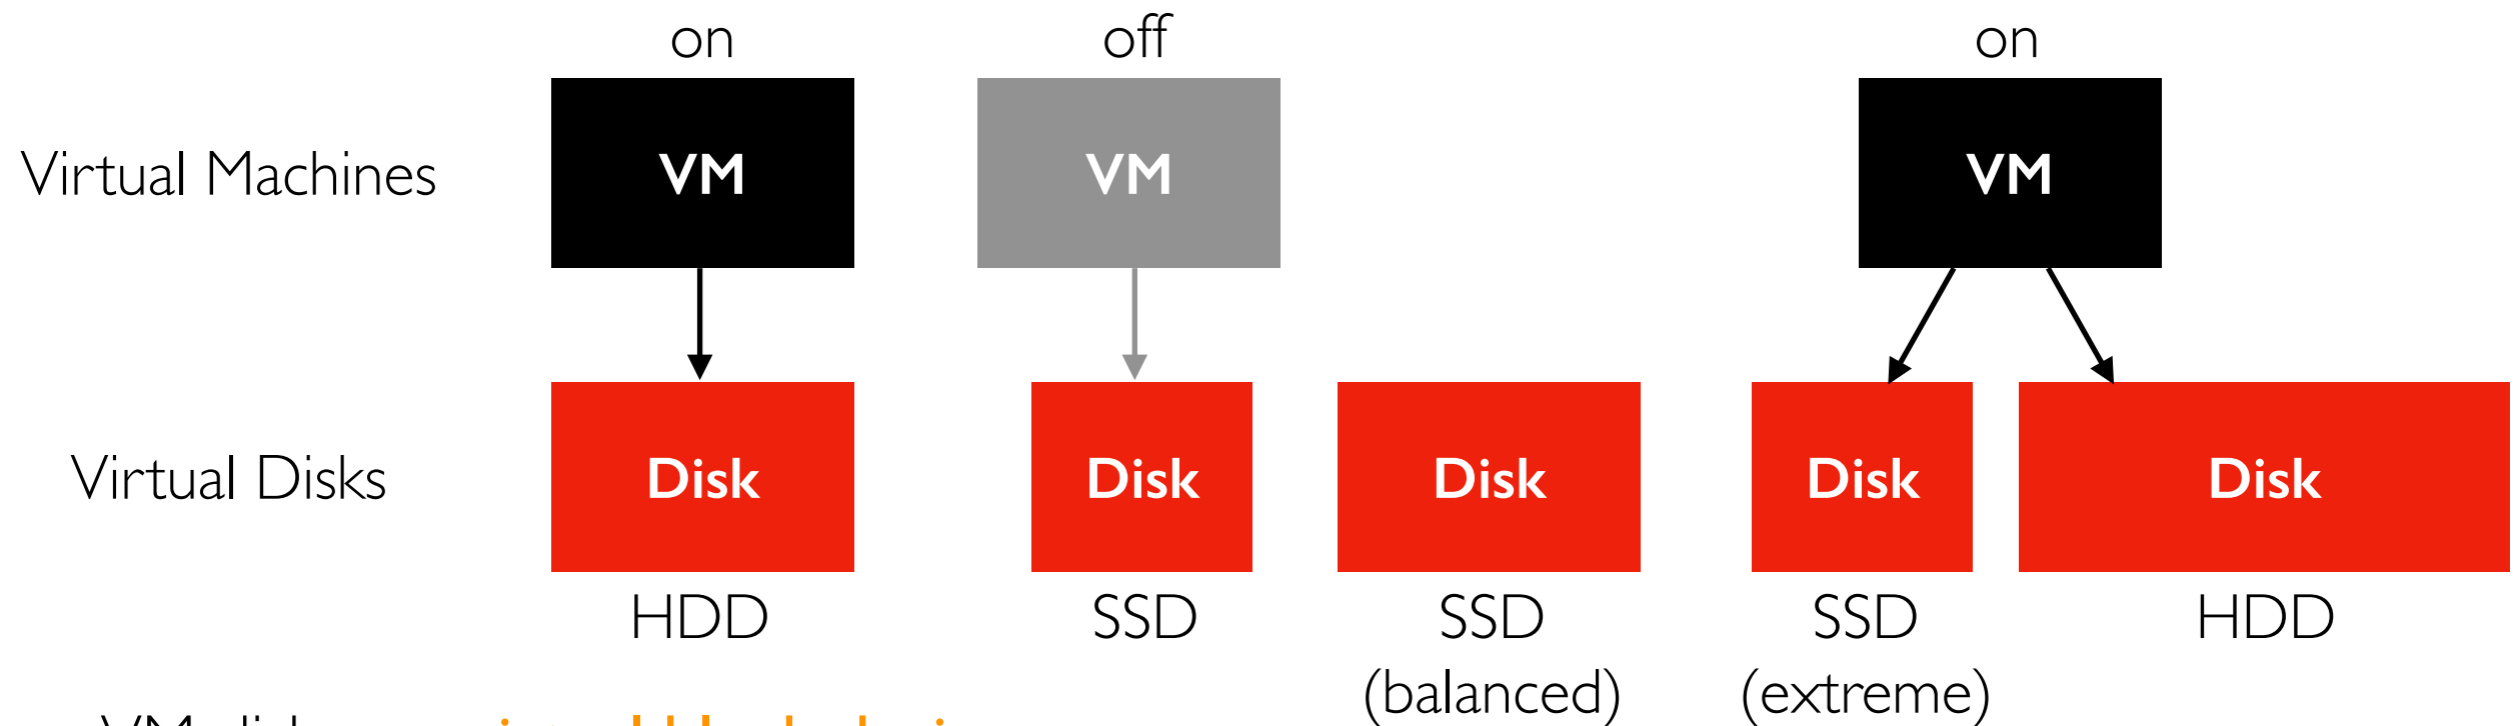 on off on
Virtual Machines VM VM VM
Virtual Disks Disk Disk Disk Disk Disk
HDD SSD SSD SSD HDD
(balanced) (extreme)